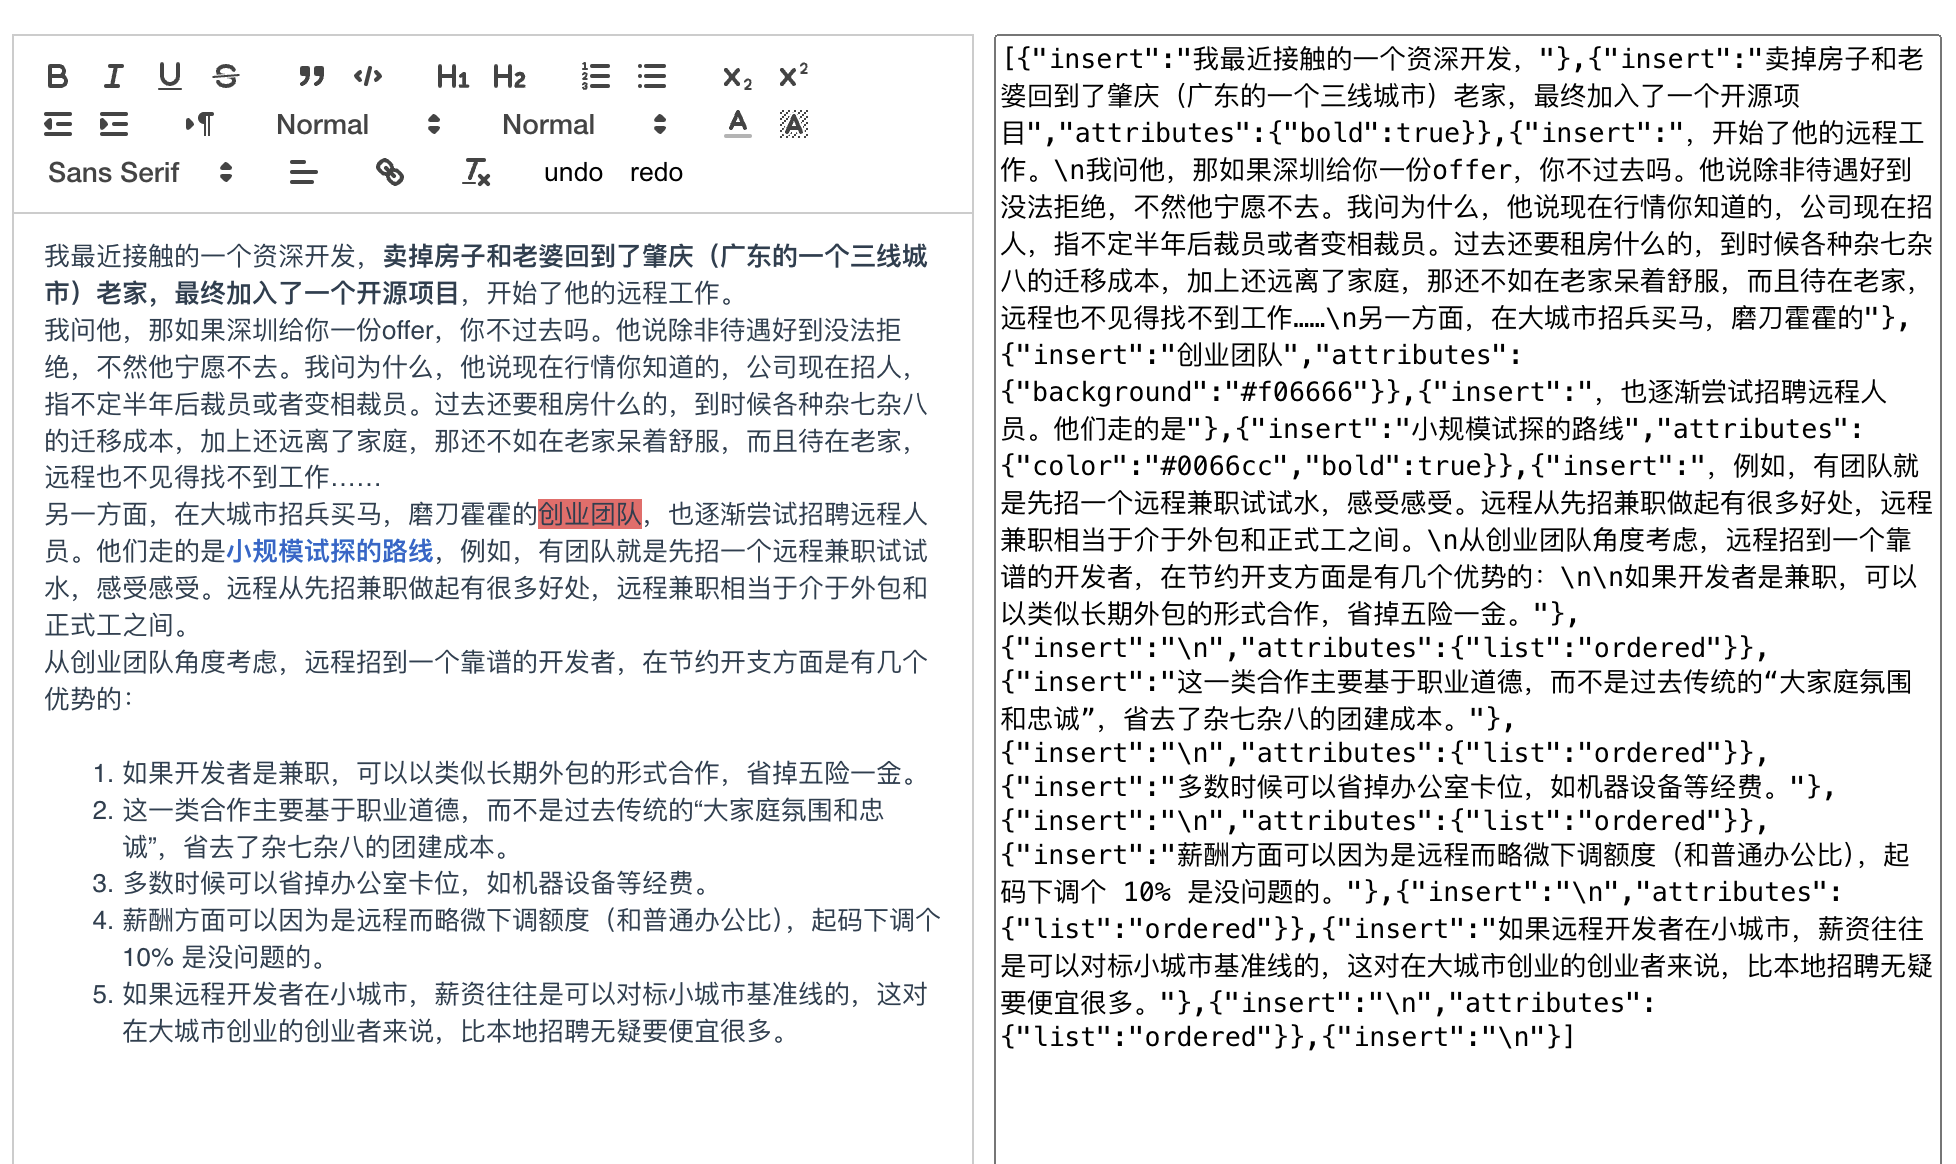 B I U S ” </> H1 H2 X2 X²
¶ Normal Normal A A
Sans Serif Tx undo redo
我最近接触的一个资深开发，卖掉房子和老婆回到了肇庆（广东的一个三线城
市）老家，最终加入了一个开源项目，开始了他的远程工作。
我问他，那如果深圳给你一份offer，你不过去吗。他说除非待遇好到没法拒
绝，不然他宁愿不去。我问为什么，他说现在行情你知道的，公司现在招人，
指不定半年后裁员或者变相裁员。过去还要租房什么的，到时候各种杂七杂八
的迁移成本，加上还远离了家庭，那还不如在老家呆着舒服，而且待在老家，
远程也不见得找不到工作……
另一方面，在大城市招兵买马，磨刀霍霍的创业团队，也逐渐尝试招聘远程人
员。他们走的是小规模试探的路线，例如，有团队就是先招一个远程兼职试试
水，感受感受。远程从先招兼职做起有很多好处，远程兼职相当于介于外包和
正式工之间。
从创业团队角度考虑，远程招到一个靠谱的开发者，在节约开支方面是有几个
优势的：
1. 如果开发者是兼职，可以以类似长期外包的形式合作，省掉五险一金。
2. 这一类合作主要基于职业道德，而不是过去传统的“大家庭氛围和忠
诚”，省去了杂七杂八的团建成本。
3. 多数时候可以省掉办公室卡位，如机器设备等经费。
4. 薪酬方面可以因为是远程而略微下调额度（和普通办公比），起码下调个
10% 是没问题的。
5. 如果远程开发者在小城市，薪资往往是可以对标小城市基准线的，这对
在大城市创业的创业者来说，比本地招聘无疑要便宜很多。
[{"insert":"我最近接触的一个资深开发，"},{"insert":"卖掉房子和老
婆回到了肇庆（广东的一个三线城市）老家，最终加入了一个开源项
目","attributes":{"bold":true}},{"insert":"，开始了他的远程工
作。\n我问他，那如果深圳给你一份offer，你不过去吗。他说除非待遇好到
没法拒绝，不然他宁愿不去。我问为什么，他说现在行情你知道的，公司现在招
人，指不定半年后裁员或者变相裁员。过去还要租房什么的，到时候各种杂七杂
八的迁移成本，加上还远离了家庭，那还不如在老家呆着舒服，而且待在老家，
远程也不见得找不到工作……\n另一方面，在大城市招兵买马，磨刀霍霍的"},
{"insert":"创业团队","attributes":
{"background":"#f06666"}},{"insert":"，也逐渐尝试招聘远程人
员。他们走的是"},{"insert":"小规模试探的路线","attributes":
{"color":"#0066cc","bold":true}},{"insert":"，例如，有团队就
是先招一个远程兼职试试水，感受感受。远程从先招兼职做起有很多好处，远程
兼职相当于介于外包和正式工之间。\n从创业团队角度考虑，远程招到一个靠
谱的开发者，在节约开支方面是有几个优势的：\n\n如果开发者是兼职，可以
以类似长期外包的形式合作，省掉五险一金。"},
{"insert":"\n","attributes":{"list":"ordered"}},
{"insert":"这一类合作主要基于职业道德，而不是过去传统的“大家庭氛围
和忠诚”，省去了杂七杂八的团建成本。"},
{"insert":"\n","attributes":{"list":"ordered"}},
{"insert":"多数时候可以省掉办公室卡位，如机器设备等经费。"},
{"insert":"\n","attributes":{"list":"ordered"}},
{"insert":"薪酬方面可以因为是远程而略微下调额度（和普通办公比），起
码下调个 10% 是没问题的。"},{"insert":"\n","attributes":
{"list":"ordered"}},{"insert":"如果远程开发者在小城市，薪资往往
是可以对标小城市基准线的，这对在大城市创业的创业者来说，比本地招聘无疑
要便宜很多。"},{"insert":"\n","attributes":
{"list":"ordered"}},{"insert":"\n"}]